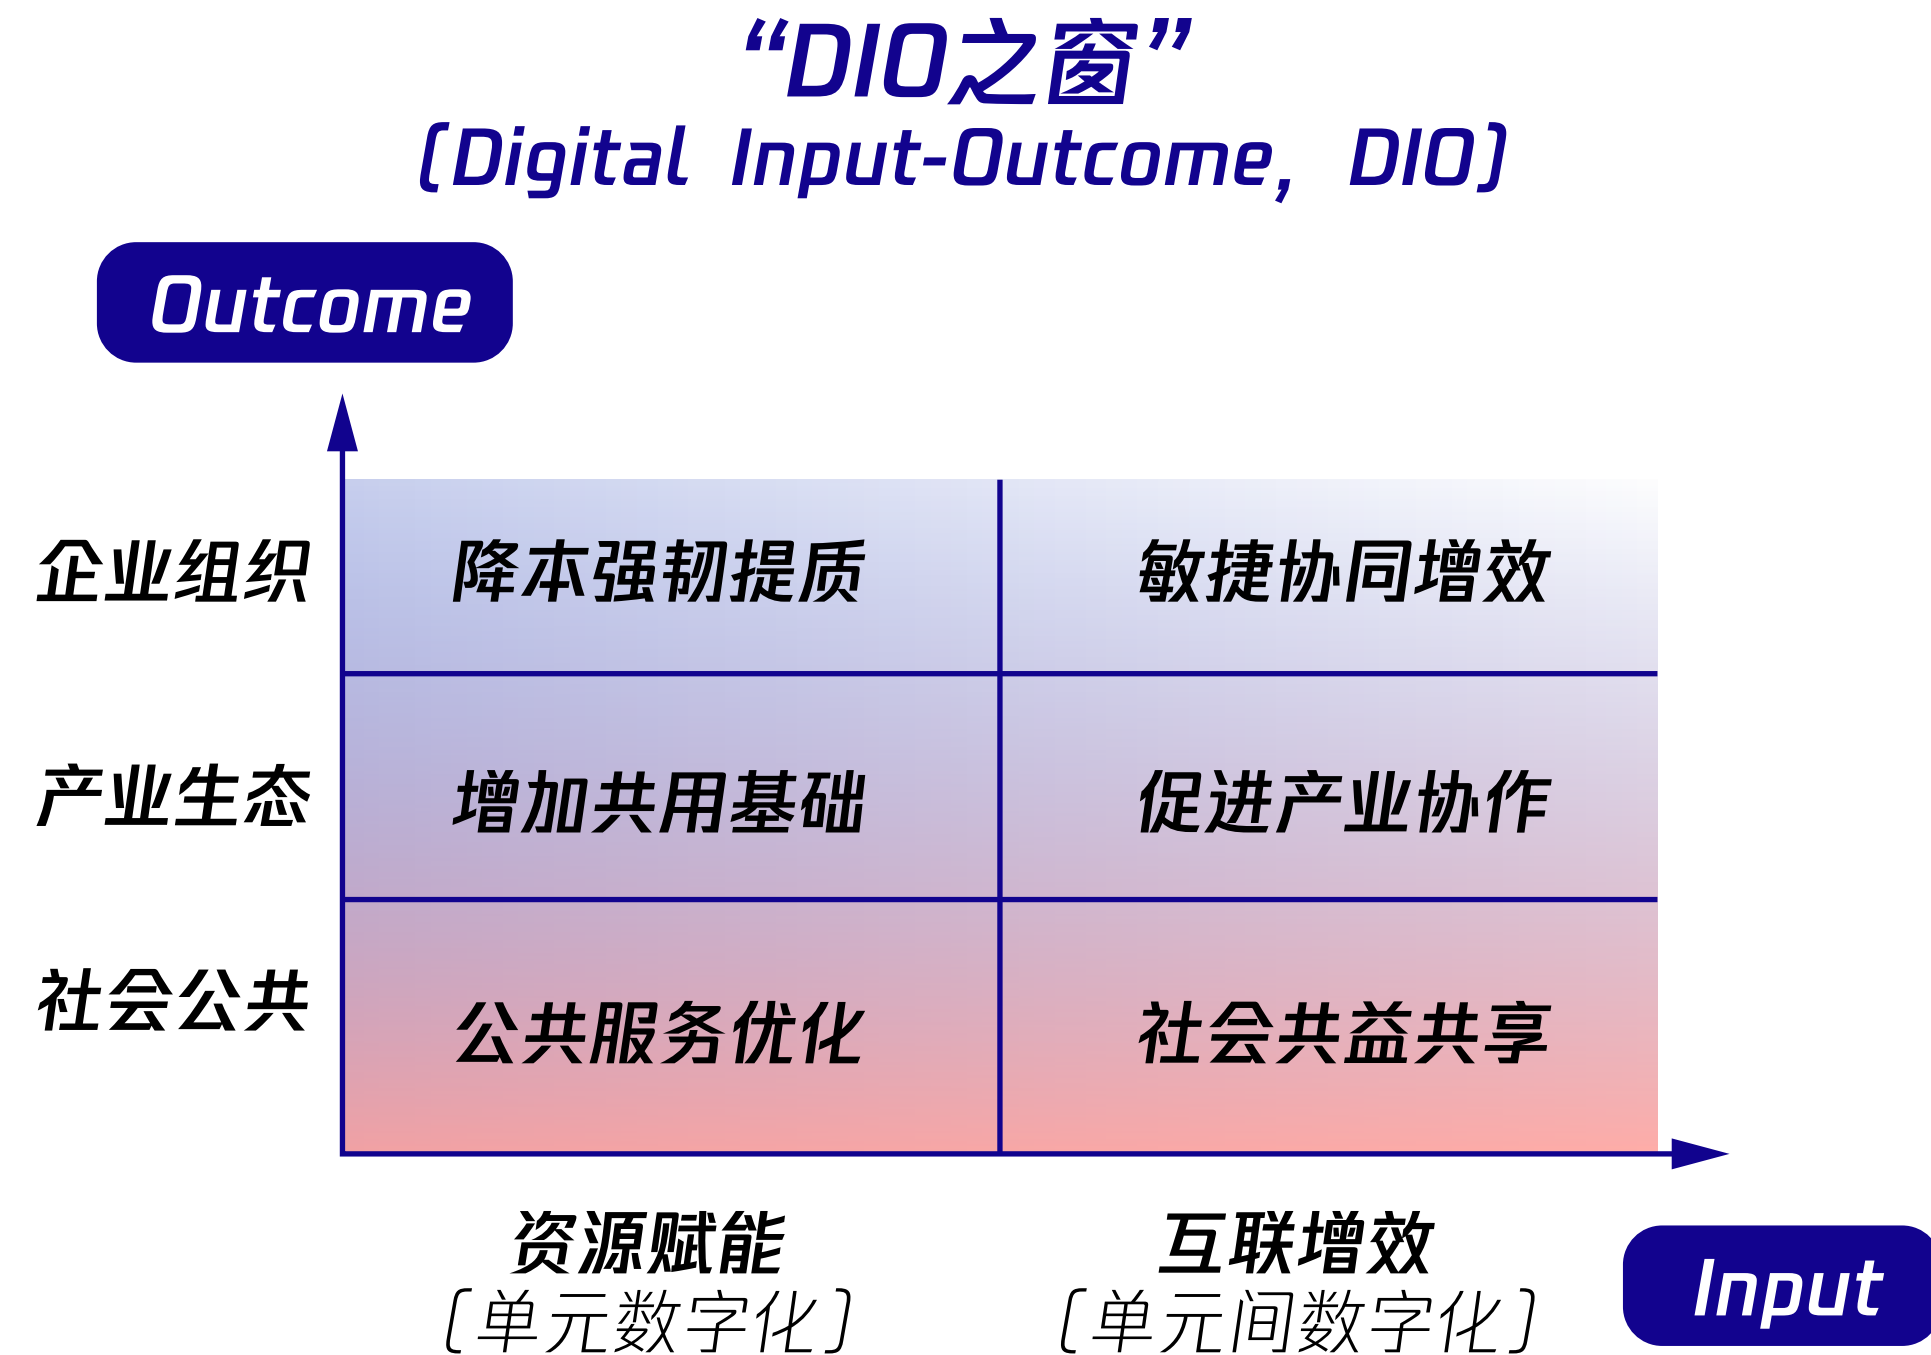 “DIO之窗”
(Digital Input-Outcome, DIO)
Outcome
企业组织 降本强韧提质 敏捷协同增效
产业生态 增加共用基础 促进产业协作
社会公共 公共服务优化 社会共益共享
资源赋能 互联增效
〔单元数字化〕 〔单元间数字化〕
Input